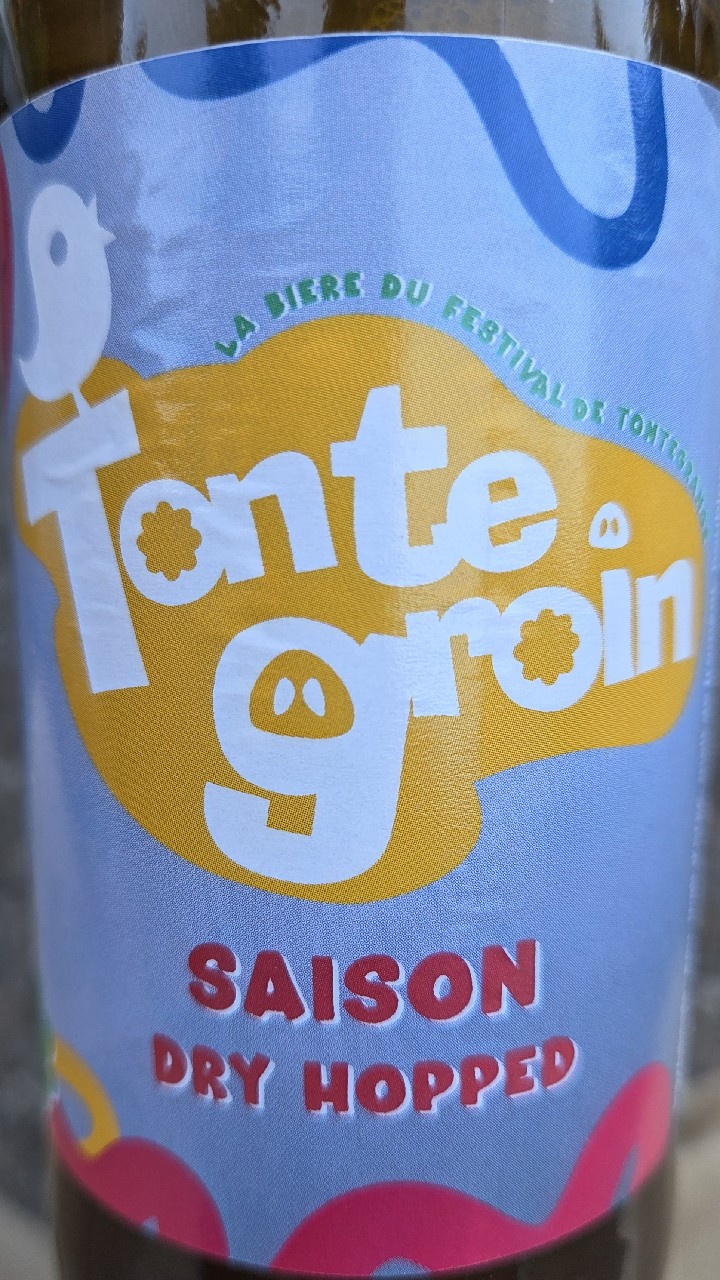 LA BIERE DU FESTIVAL DE
Tonte
groin
SAISON
DRY HOPPED